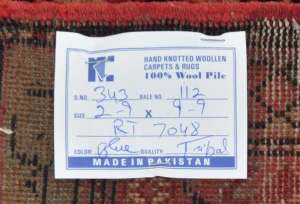 HAND KNOTTED WOOLLEN
CARPETS & RUGS
100% Wool Pile
S.NO. 343 BALE NO. 112
SIZE 2-9 x 9-9
RT 7048
COLOR Blue QUALITY: Tribal
MADE IN PAKISTAN